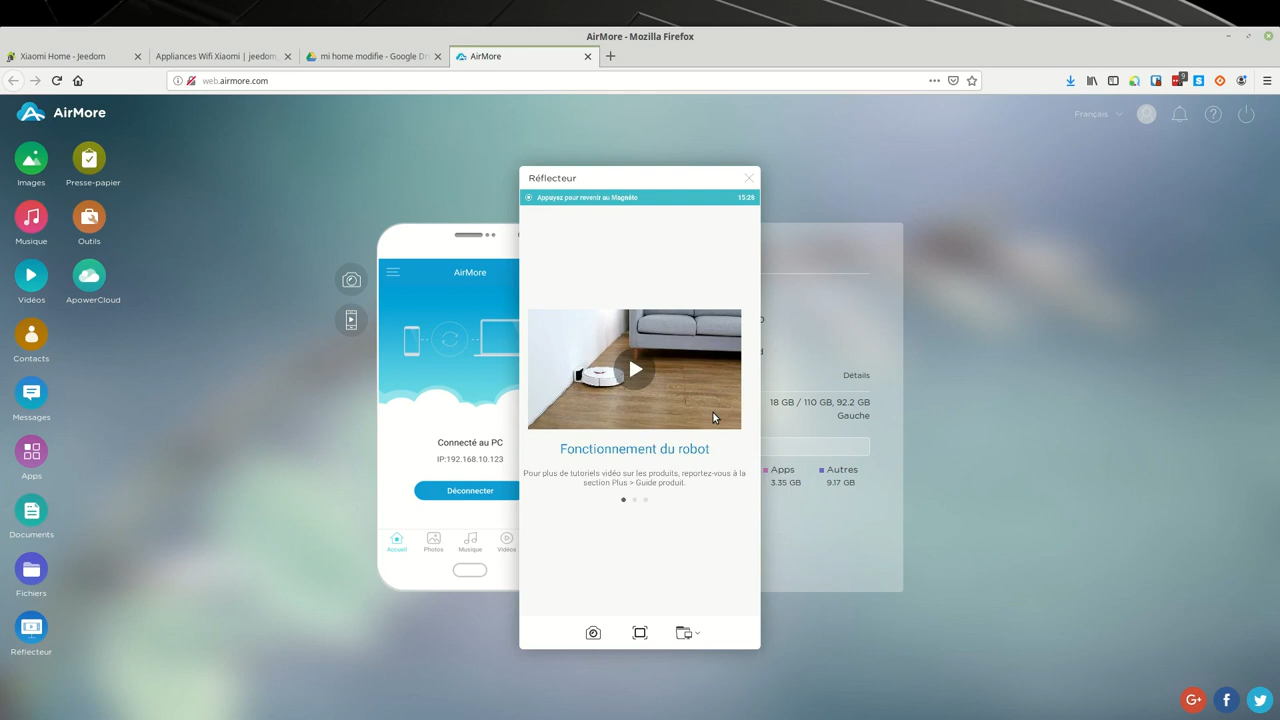 AirMore - Mozilla Firefox
Xiaomi Home - Jeedom
Appliances Wifi Xiaomi | jeedom
mi home modifie - Google Dr
AirMore
web.airmore.com
9
AirMore
Français
Images
Presse-papier
Musique
Outils
Vidéos
ApowerCloud
Contacts
Messages
Apps
Documents
Fichiers
Réflecteur
AirMore
Connecté au PC
IP:192.168.10.123
Déconnecter
Accueil
Photos
Musique
Vidéos
Réflecteur
Appuyez pour revenir au Magnéto
15:28
Fonctionnement du robot
Pour plus de tutoriels vidéo sur les produits, reportez-vous à la
section Plus > Guide produit.
Détails
18 GB / 110 GB, 92.2 GB
Gauche
Apps
Autres
3.35 GB
9.17 GB